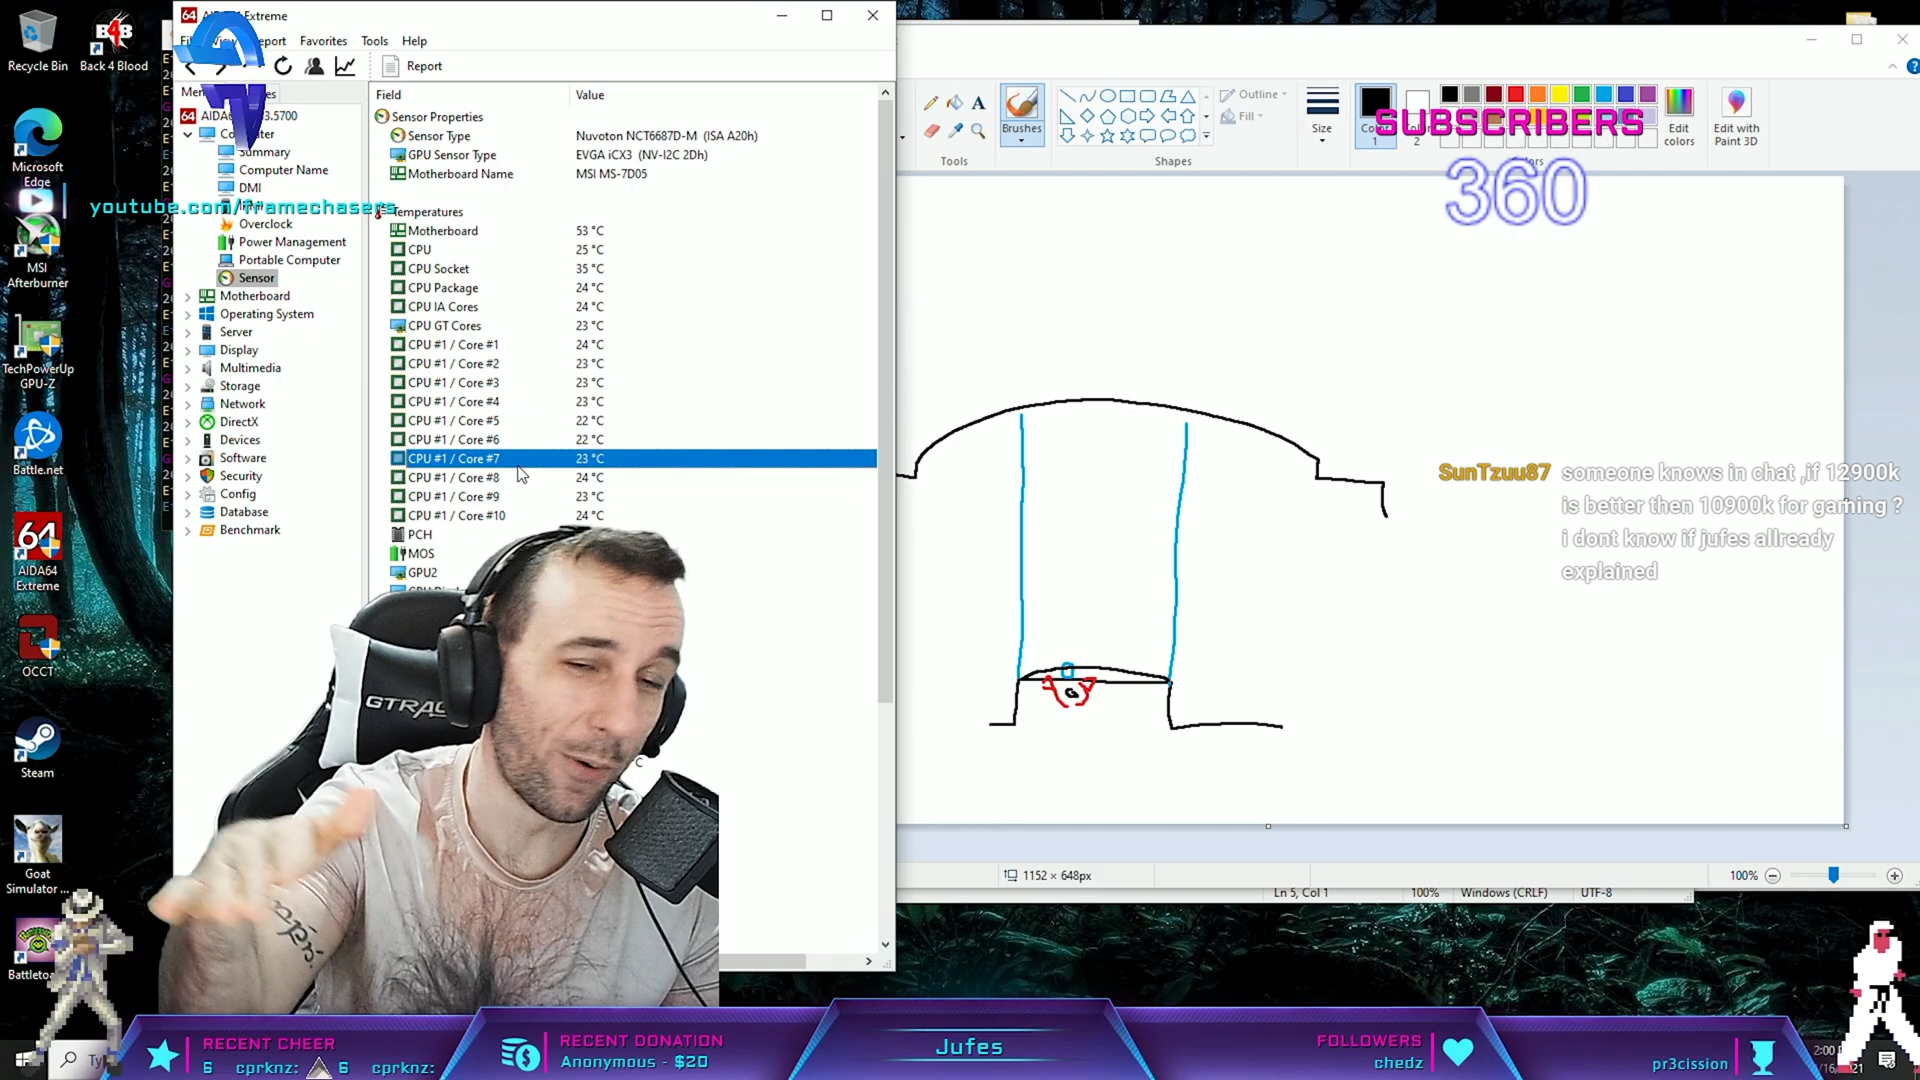 Recycle Bin
Back 4 Blood
Microsoft Edge
MSI Afterburner
TechPowerUp GPU-Z
Battle.net
AIDA64 Extreme
OCCT
Steam
Goat Simulator ...
64
Extreme
Favorites
Tools
Help
Report
youtube.com/framechasers
Computer
Summary
Computer Name
DMI
Overclock
Power Management
Portable Computer
Sensor
Motherboard
Operating System
Server
Display
Multimedia
Storage
Network
DirectX
Devices
Software
Security
Config
Database
Benchmark
Field Value
Sensor Properties
Sensor Type Nuvoton NCT6687D-M (ISA A20h)
GPU Sensor Type EVGA iCX3 (NV-I2C 2Dh)
Motherboard Name MSI MS-7D05
Temperatures
Motherboard 53 °C
CPU 25 °C
CPU Socket 35 °C
CPU Package 24 °C
CPU IA Cores 24 °C
CPU GT Cores 23 °C
CPU #1 / Core #1 24 °C
CPU #1 / Core #2 23 °C
CPU #1 / Core #3 23 °C
CPU #1 / Core #4 23 °C
CPU #1 / Core #5 22 °C
CPU #1 / Core #6 22 °C
CPU #1 / Core #7 23 °C
CPU #1 / Core #8 24 °C
CPU #1 / Core #9 23 °C
CPU #1 / Core #10 24 °C
PCH
MOS
GPU2
Tools
Brushes
Shapes
Outline
Fill
Size
Edit colors
Edit with Paint 3D
SUBSCRIBERS
360
SunTzuu87 someone knows in chat ,if 12900k
is better then 10900k for gaming ?
i dont know if jufes allready
explained
G
1152 × 648px
100%
Ln 5, Col 1
100%
Windows (CRLF)
UTF-8
RECENT CHEER
6 cprknz: 6 cprknz:
RECENT DONATION
Anonymous - $20
Jufes
FOLLOWERS
chedz
pr3cission